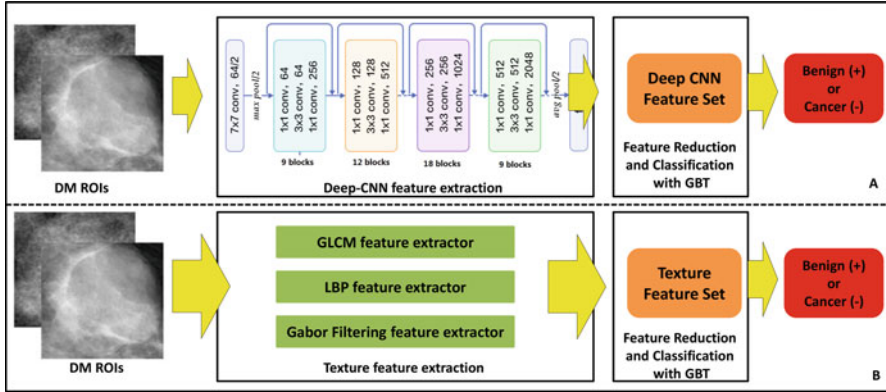 DM ROIs
7×7 conv, 64/2
max pool/2
1x1 conv, 64
3x3 conv, 64
1x1 conv, 256
9 blocks
1x1 conv, 128
3x3 conv, 128
1x1 conv, 512
12 blocks
1x1 conv, 256
3x3 conv, 256
1x1 conv, 1024
18 blocks
1x1 conv, 512
3x3 conv, 512
1x1 conv, 2048
9 blocks
avg pool/2
Deep-CNN feature extraction
Deep CNN
Feature Set
Feature Reduction
and Classification
with GBT
Benign (+)
or
Cancer (-)
A
DM ROIs
GLCM feature extractor
LBP feature extractor
Gabor Filtering feature extractor
Texture feature extraction
Texture
Feature Set
Feature Reduction
and Classification
with GBT
Benign (+)
or
Cancer (-)
B